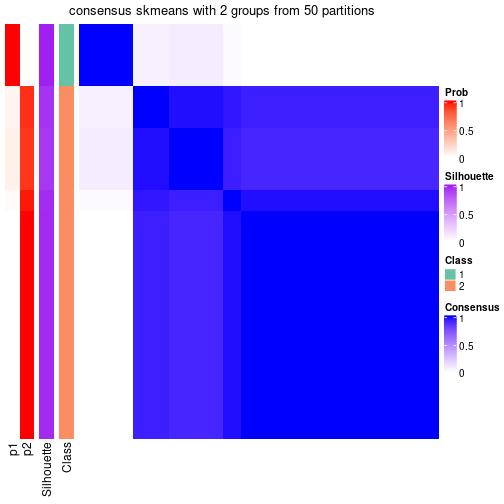 consensus skmeans with 2 groups from 50 partitions
Prob
1
0.5
0
Silhouette
1
0.5
0
Class
1
2
Consensus
1
0.5
0
p1
p2
Silhouette
Class